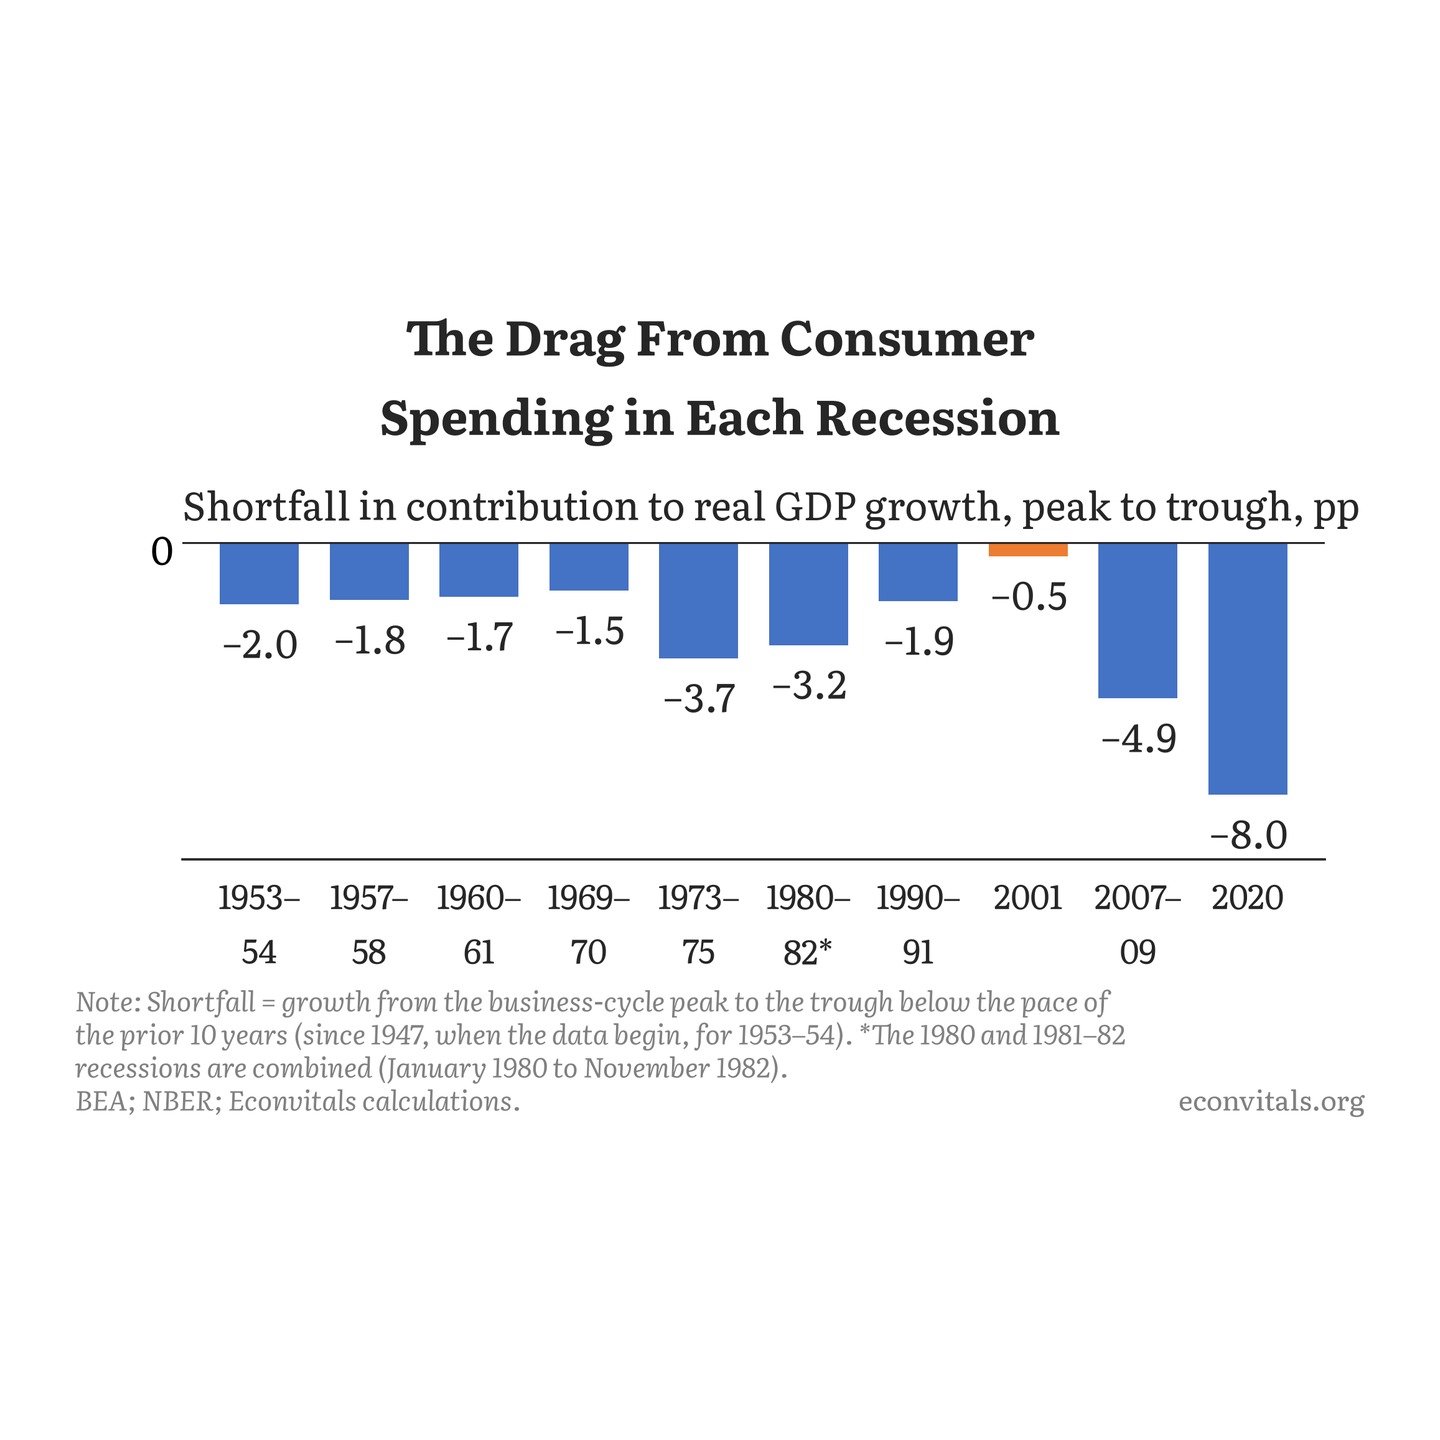 The Drag From Consumer
Spending in Each Recession
Shortfall in contribution to real GDP growth, peak to trough, pp
0
−2.0
−1.8
−1.7
−1.5
−3.7
−3.2
−1.9
−0.5
−4.9
−8.0
1953– 1957– 1960– 1969– 1973– 1980– 1990– 2001 2007– 2020
54 58 61 70 75 82* 91 09
Note: Shortfall = growth from the business-cycle peak to the trough below the pace of
the prior 10 years (since 1947, when the data begin, for 1953–54). *The 1980 and 1981–82
recessions are combined (January 1980 to November 1982).
BEA; NBER; Econvitals calculations.
econvitals.org